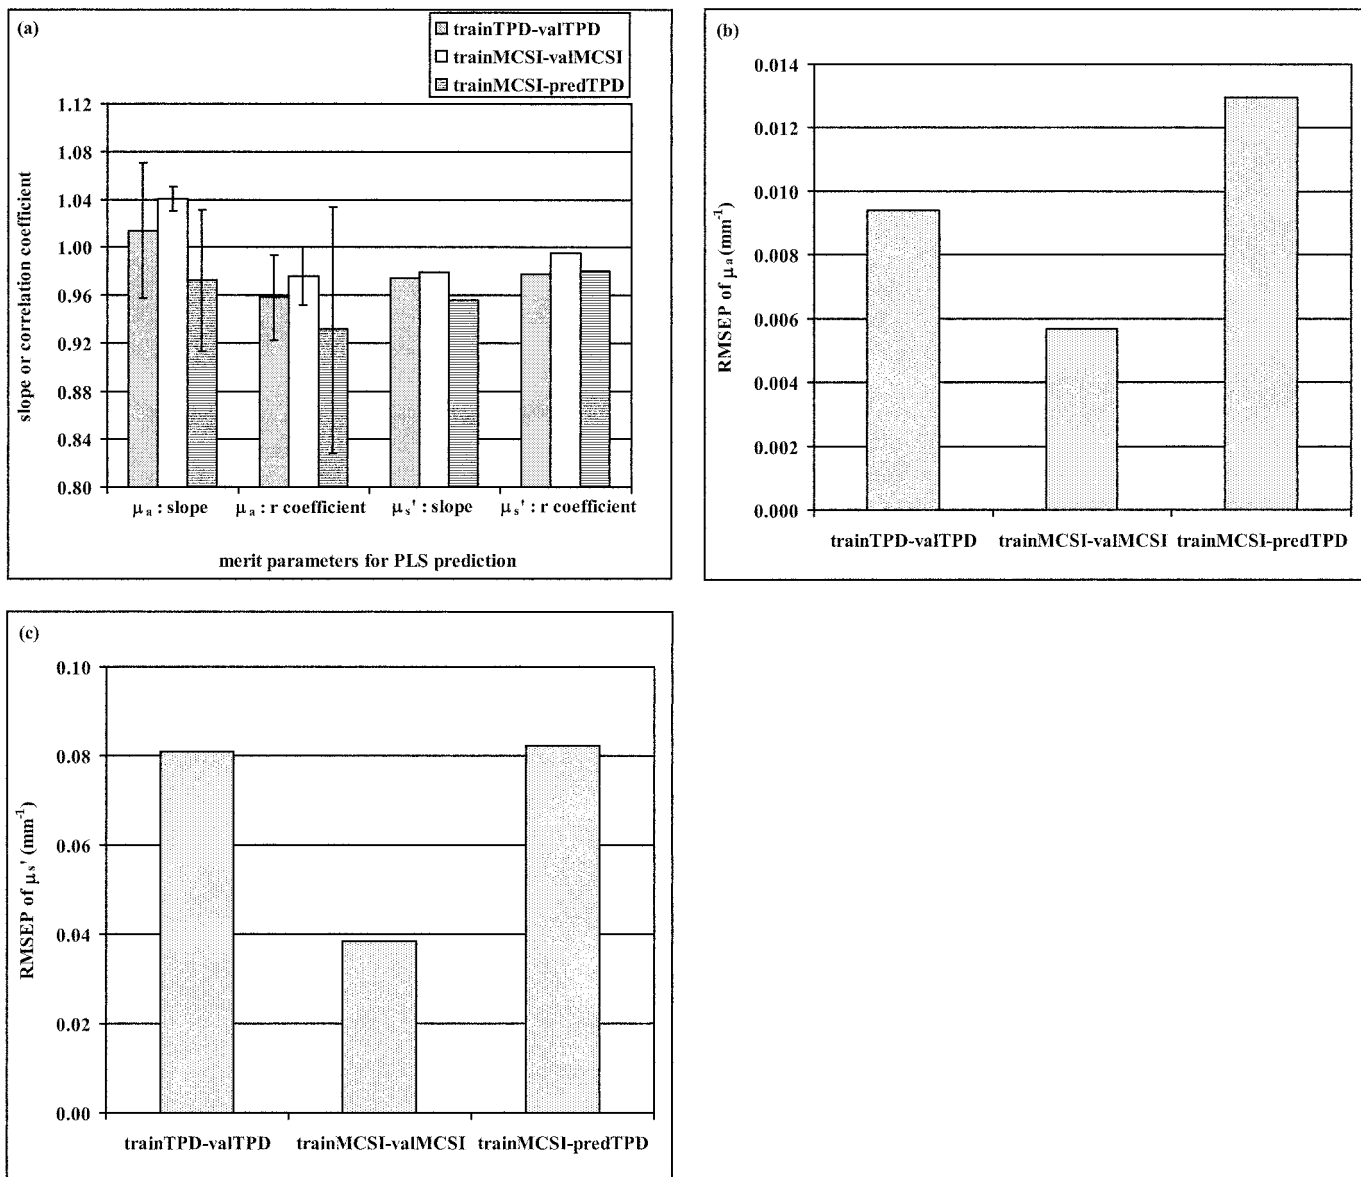 (a)
trainTPD-valTPD
trainMCSI-valMCSI
trainMCSI-predTPD
1.12
1.08
1.04
1.00
0.96
0.92
0.88
0.84
0.80
slope or correlation coefficient
μa : slope
μa : r coefficient
μs' : slope
μs' : r coefficient
merit parameters for PLS prediction
(b)
0.014
0.012
0.010
0.008
0.006
0.004
0.002
0.000
RMSEP of μa (mm-1)
trainTPD-valTPD
trainMCSI-valMCSI
trainMCSI-predTPD
(c)
0.10
0.08
0.06
0.04
0.02
0.00
RMSEP of μs' (mm-1)
trainTPD-valTPD
trainMCSI-valMCSI
trainMCSI-predTPD